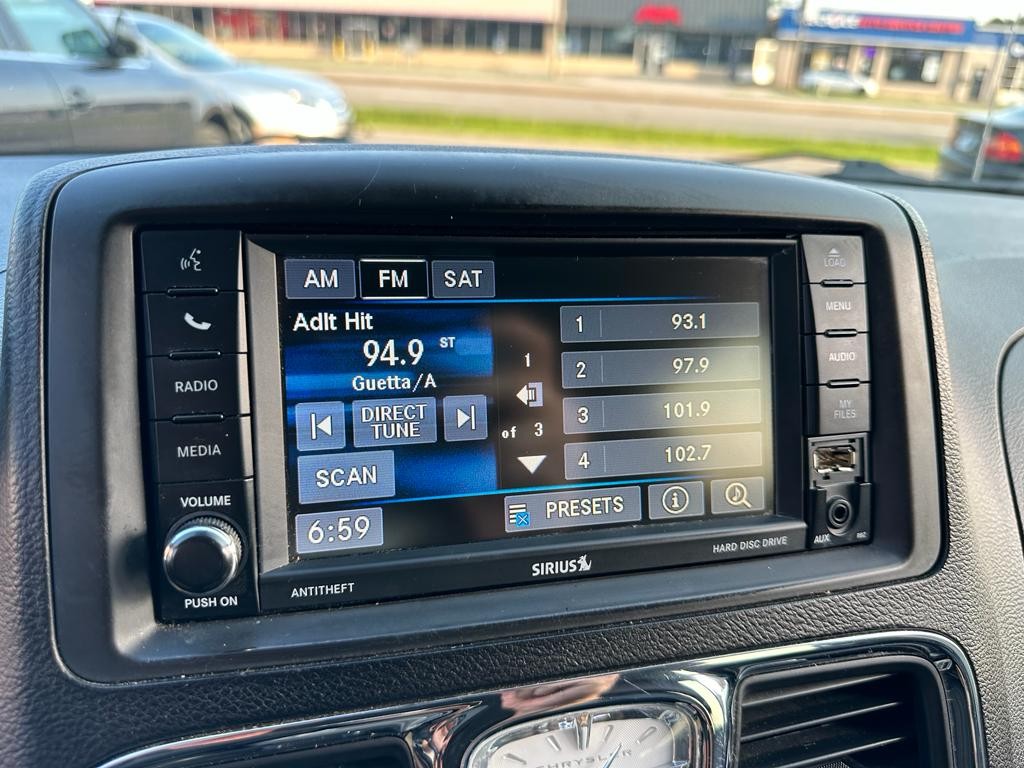 AM FM SAT
Adlt Hit
94.9 ST
Guetta/A
DIRECT
TUNE
SCAN
6:59
1
of 3
1 93.1
2 97.9
3 101.9
4 102.7
PRESETS
RADIO
MEDIA
VOLUME
PUSH ON
LOAD
MENU
AUDIO
MY
FILES
AUX
RBZ
ANTITHEFT
SIRIUS
HARD DISC DRIVE
CHRYSLER